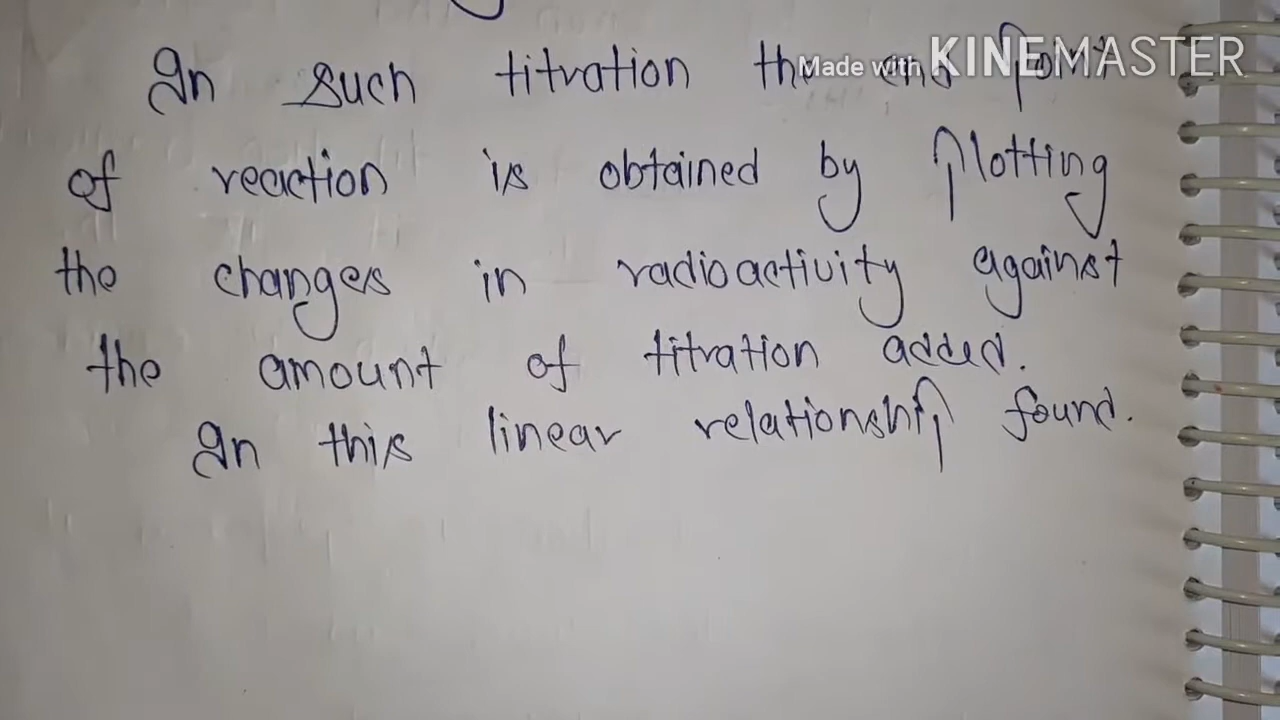 Made with KINEMASTER
In such titration the end point
of reaction is obtained by plotting
the changes in radioactivity against
the amount of titration added.
In this linear relationship found.